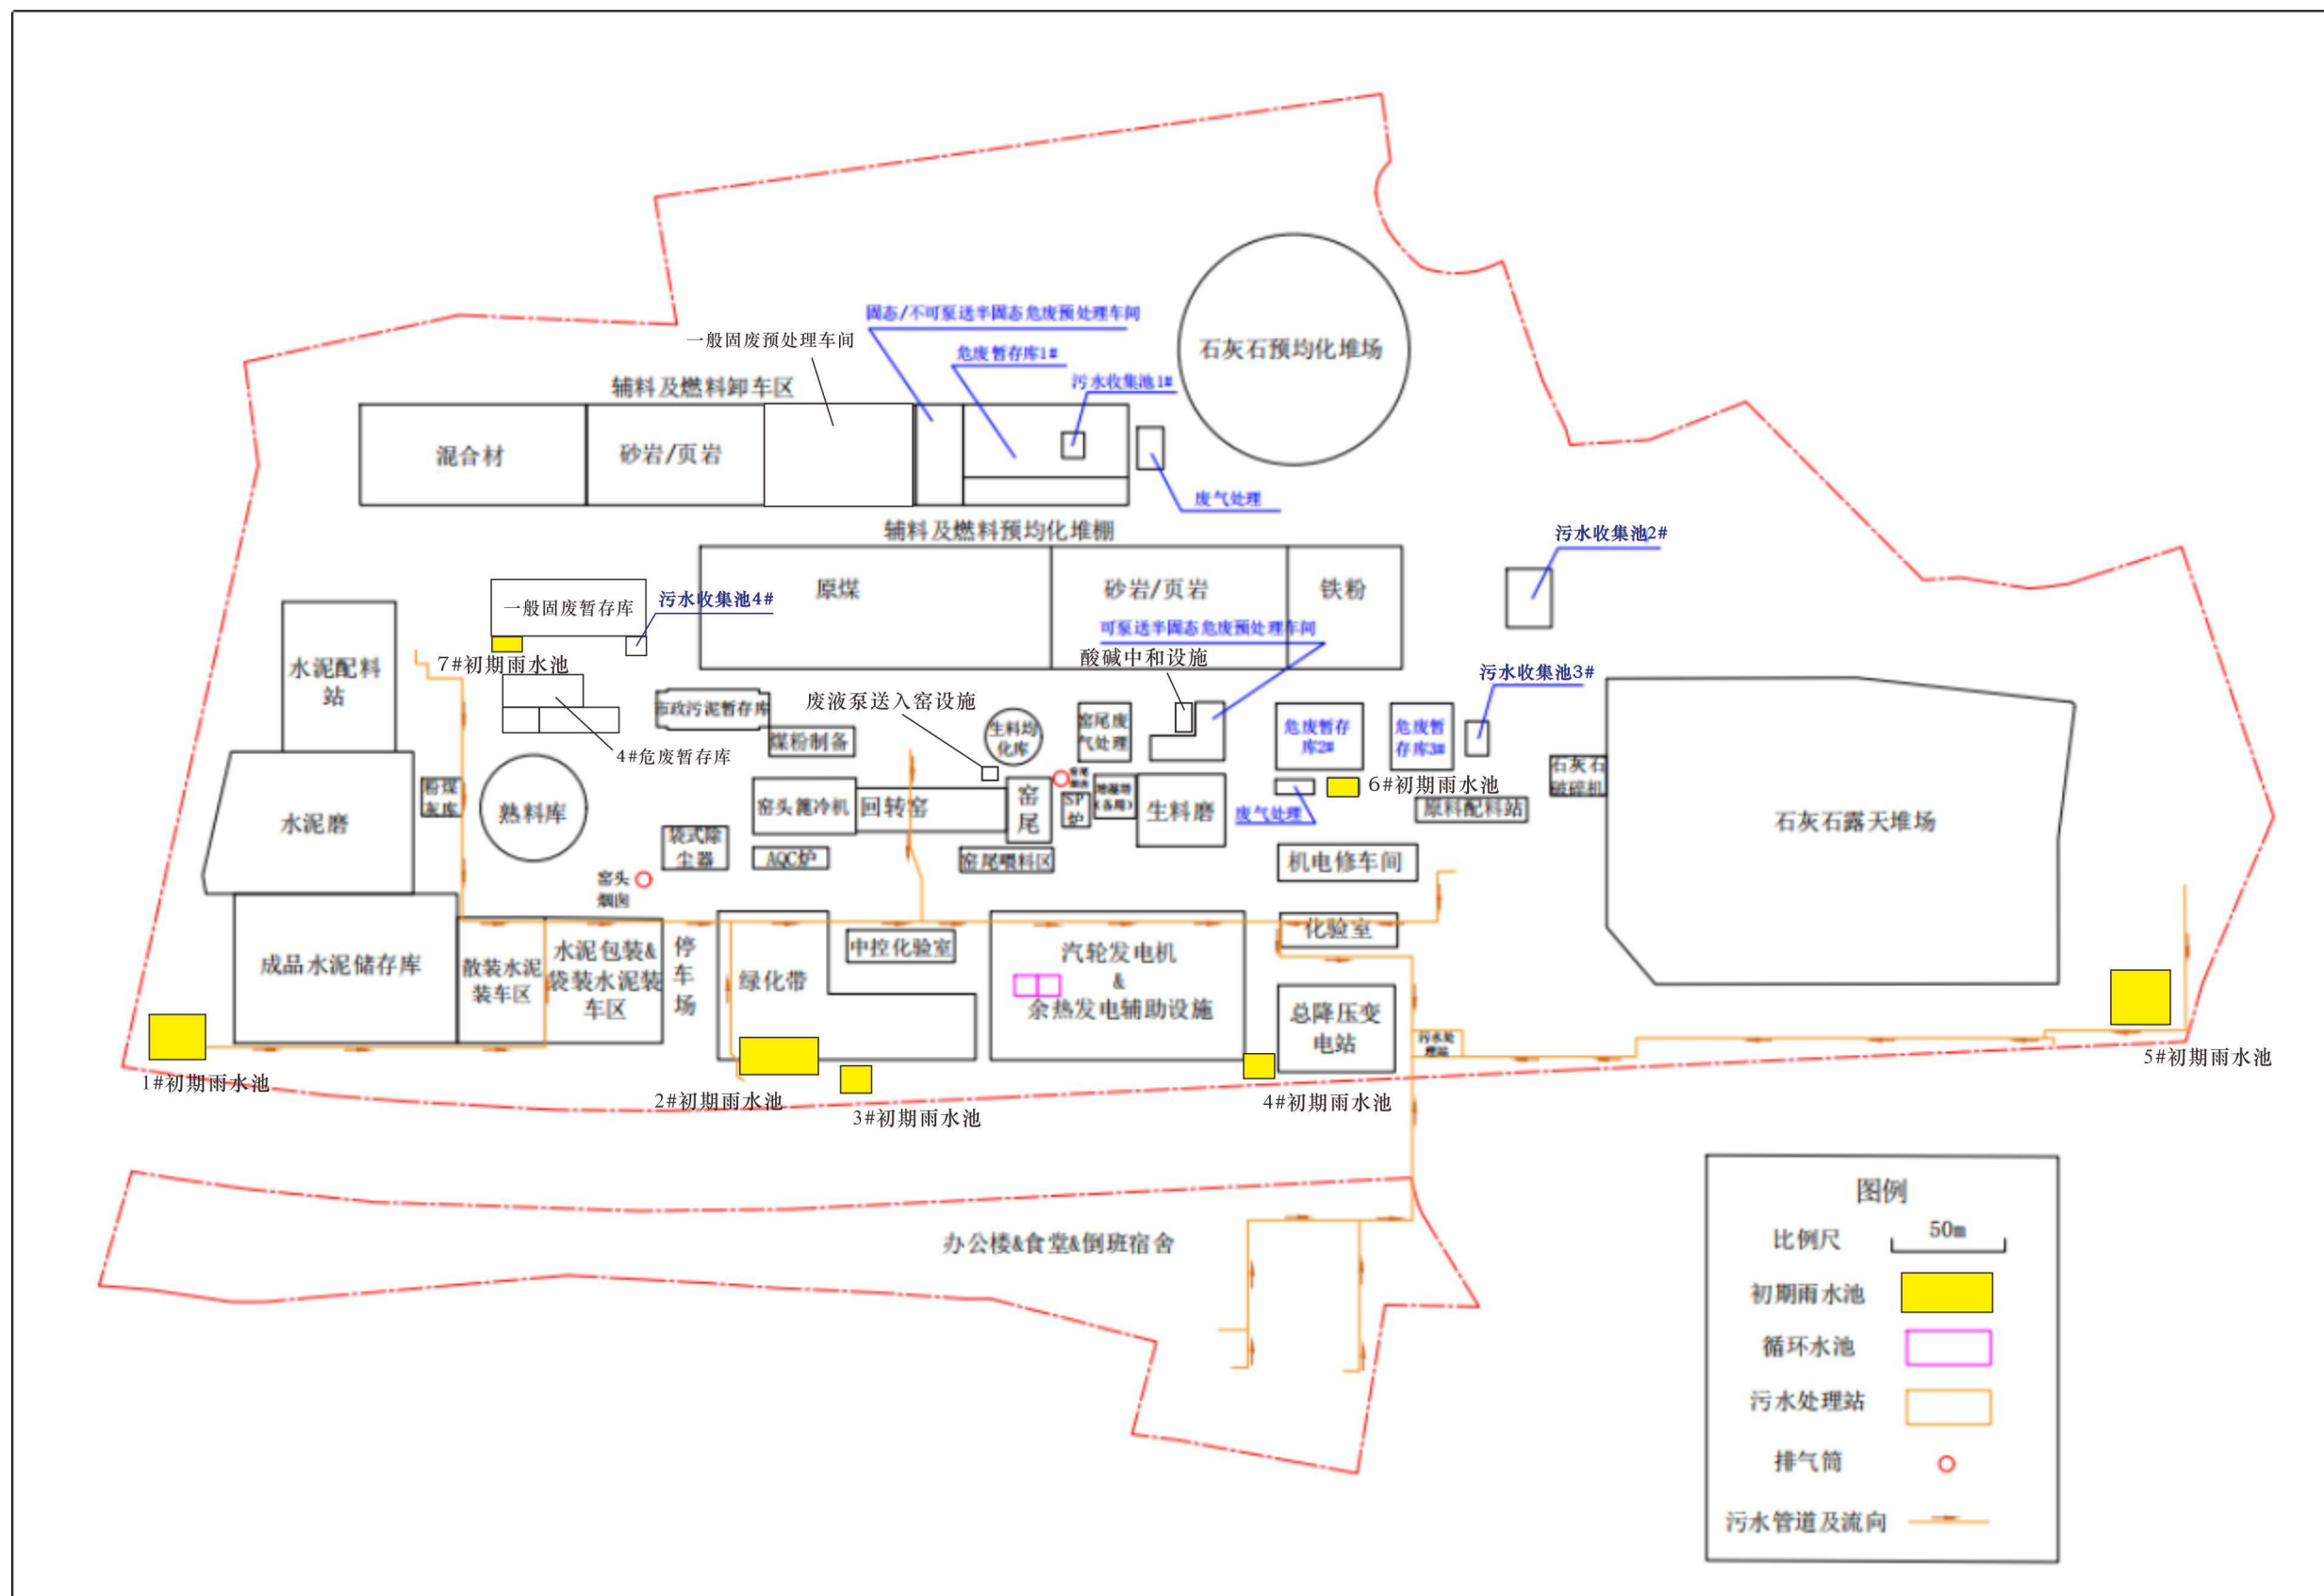 固态/不可泵送半固态危废预处理车间
一般固废预处理车间
危废暂存库1#
石灰石预均化堆场
污水收集池1#
辅料及燃料卸车区
混合材
砂岩/页岩
废气处理
辅料及燃料预均化堆棚
污水收集池2#
原煤
砂岩/页岩
铁粉
一般固废暂存库
污水收集池4#
可泵送半固态危废预处理车间
酸碱中和设施
7#初期雨水池
水泥配料
站
污水收集池3#
废液泵送入窑设施
市政污泥暂存库
煤粉制备
生料均
化库
窑尾废
气处理
危废暂存
库2#
危废暂
存库3#
4#危废暂存库
石灰石
破碎机
粉煤
灰库
熟料库
水泥磨
窑头篦冷机
回转窑
窑
尾
窑尾
烟囱
SP
炉
增湿塔
(备用)
生料磨
废气处理
6#初期雨水池
原料配料站
石灰石露天堆场
袋式除
尘器
AQC炉
窑尾喂料区
机电修车间
窑头
烟囱
化验室
成品水泥储存库
散装水泥
装车区
水泥包装&
袋装水泥装
车区
停
车
场
绿化带
中控化验室
汽轮发电机
&
余热发电辅助设施
总降压变
电站
污水处
理站
1#初期雨水池
2#初期雨水池
3#初期雨水池
4#初期雨水池
5#初期雨水池
办公楼&食堂&倒班宿舍
图例
比例尺
50m
初期雨水池
循环水池
污水处理站
排气筒
污水管道及流向